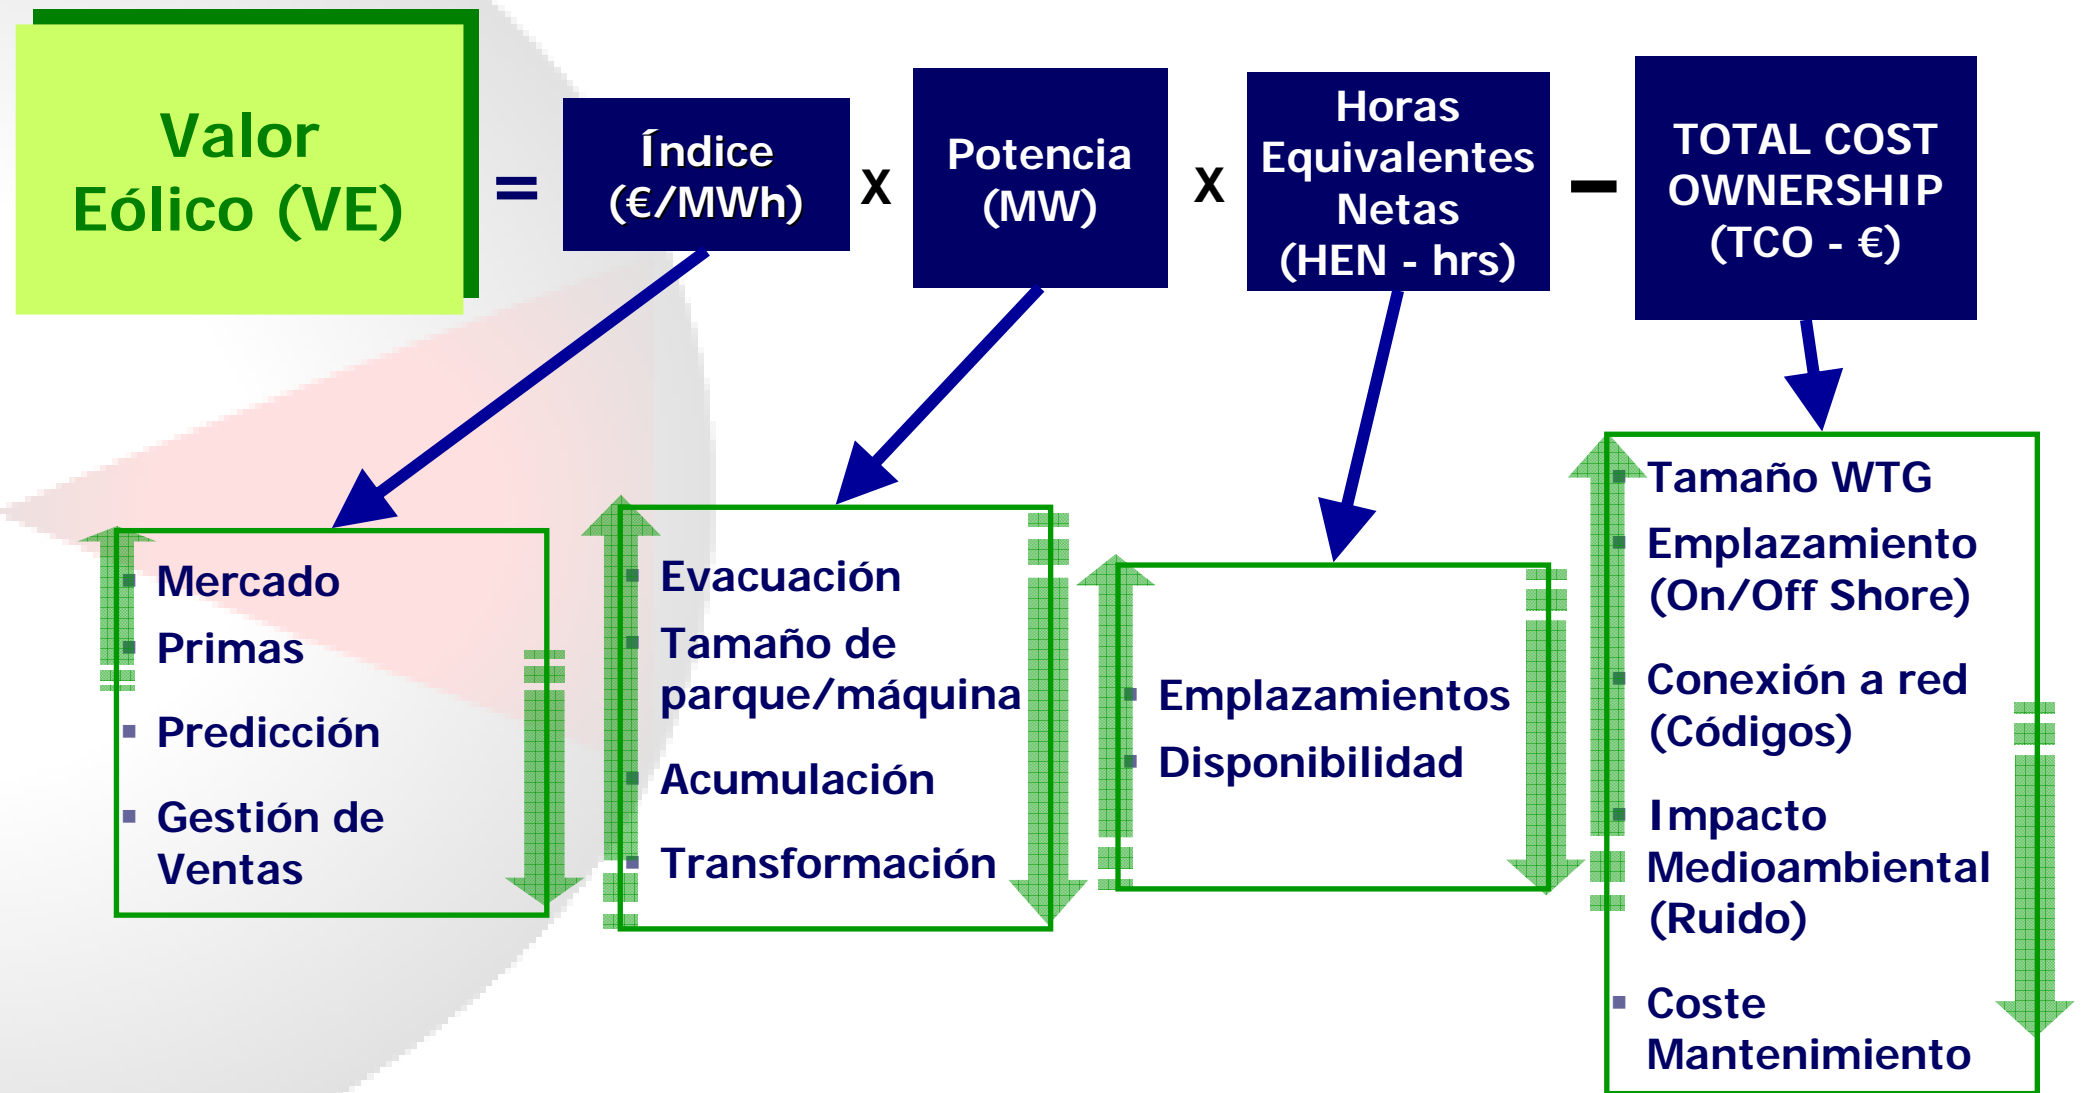 Valor
Eólico (VE)
=
Índice
(€/MWh)
x
Potencia
(MW)
x
Horas
Equivalentes
Netas
(HEN - hrs)
–
TOTAL COST
OWNERSHIP
(TCO - €)
▪ Mercado
▪ Primas
▪ Predicción
▪ Gestión de
Ventas
▪ Evacuación
▪ Tamaño de
parque/máquina
▪ Acumulación
▪ Transformación
▪ Emplazamientos
▪ Disponibilidad
▪ Tamaño WTG
▪ Emplazamiento
(On/Off Shore)
▪ Conexión a red
(Códigos)
▪ Impacto
Medioambiental
(Ruido)
▪ Coste
Mantenimiento